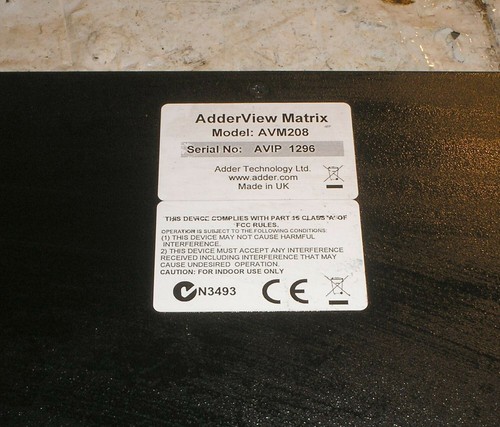 AdderView Matrix
Model: AVM208
Serial No: AVIP 1296
Adder Technology Ltd.
www.adder.com
Made in UK
THIS DEVICE COMPLIES WITH PART 15 CLASS 'A' OF
FCC RULES.
OPERATION IS SUBJECT TO THE FOLLOWING CONDITIONS:
(1) THIS DEVICE MAY NOT CAUSE HARMFUL
INTERFERENCE.
2) THIS DEVICE MUST ACCEPT ANY INTERFERENCE
RECEIVED INCLUDING INTERFERENCE THAT MAY
CAUSE UNDESIRED OPERATION.
CAUTION: FOR INDOOR USE ONLY
N3493 CE